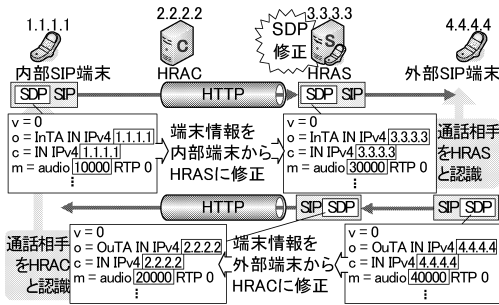 1.1.1.1
2.2.2.2
3.3.3.3
4.4.4.4
SDP
修正
C
S
内部SIP端末
HRAC
HRAS
外部SIP端末
SDP SIP
HTTP
SDP SIP
v = 0
o = InTA IN IPv4 1.1.1.1
c = IN IPv4 1.1.1.1
m = audio 10000 RTP 0
⋮
端末情報を
内部端末から
HRASに修正
v = 0
o = InTA IN IPv4 3.3.3.3
c = IN IPv4 3.3.3.3
m = audio 30000 RTP 0
⋮
通話相手
をHRAS
と認識
HTTP
SIP SDP
SIP SDP
通話相手
をHRAC
と認識
v = 0
o = OuTA IN IPv4 2.2.2.2
c = IN IPv4 2.2.2.2
m = audio 20000 RTP 0
⋮
端末情報を
外部端末から
HRACに修正
v = 0
o = OuTA IN IPv4 4.4.4.4
c = IN IPv4 4.4.4.4
m = audio 40000 RTP 0
⋮